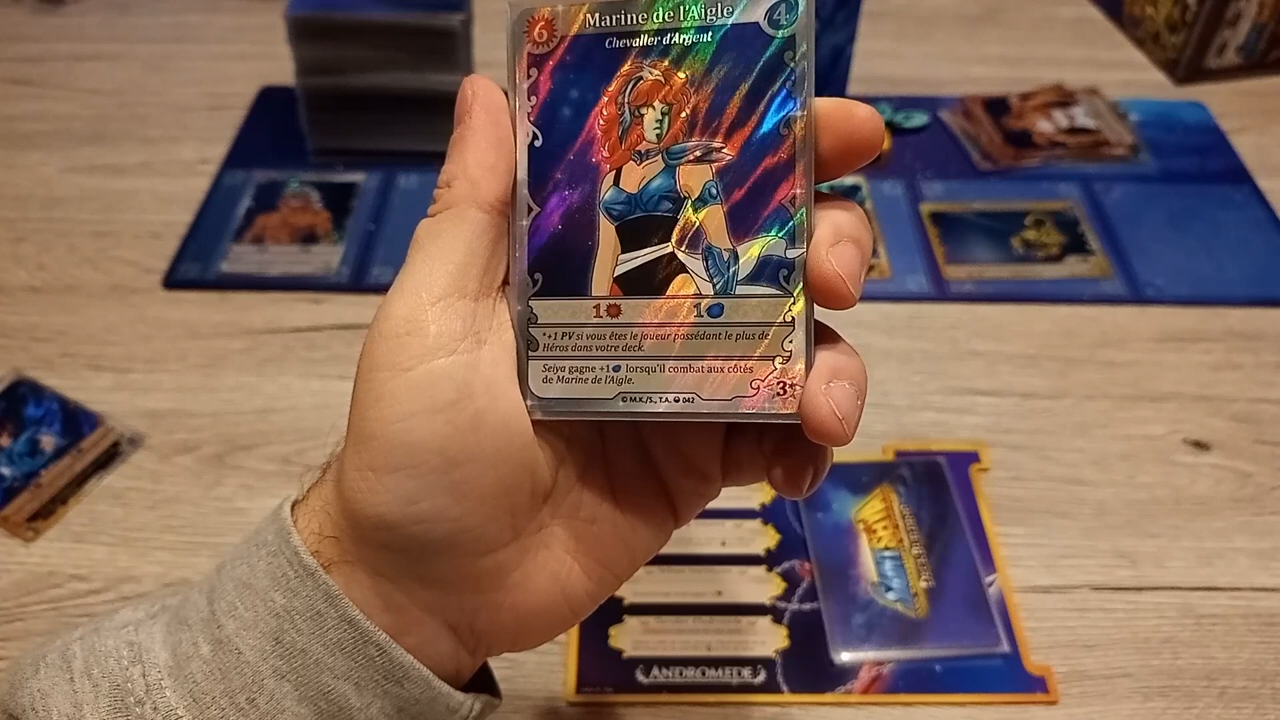 6 Marine de l'Aigle 4
Chevalier d'Argent
1 1
*+1 PV si vous êtes le joueur possédant le plus de
Héros dans votre deck.
Seiya gagne +1 lorsqu'il combat aux côtés
de Marine de l'Aigle.
3*
© M.K./S., T.A. 042
ANDROMEDE